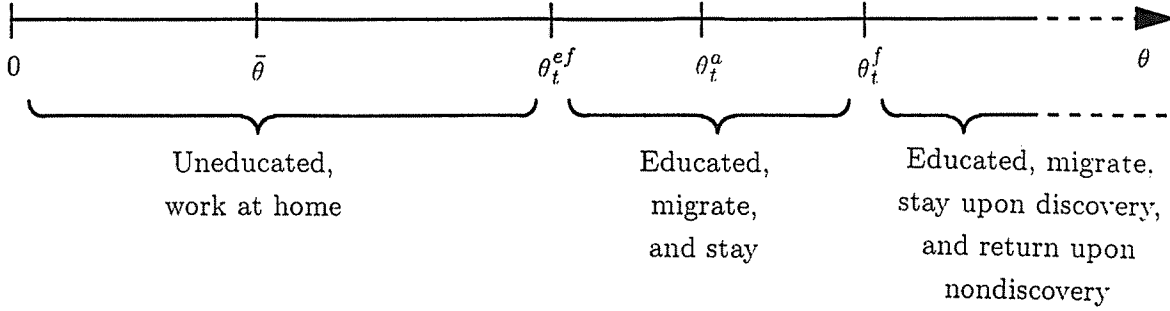 0 θ̄ θ_t^{ef} θ_t^a θ_t^f θ
Uneducated,
work at home
Educated,
migrate,
and stay
Educated, migrate,
stay upon discovery,
and return upon
nondiscovery